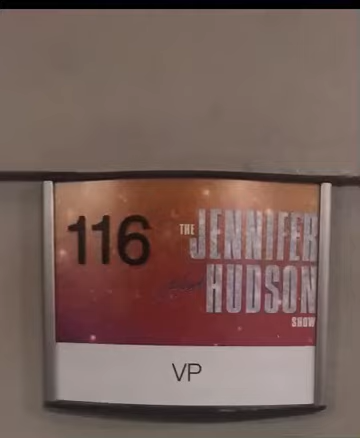 116
THE
JENNIFER
HUDSON
SHOW
VP